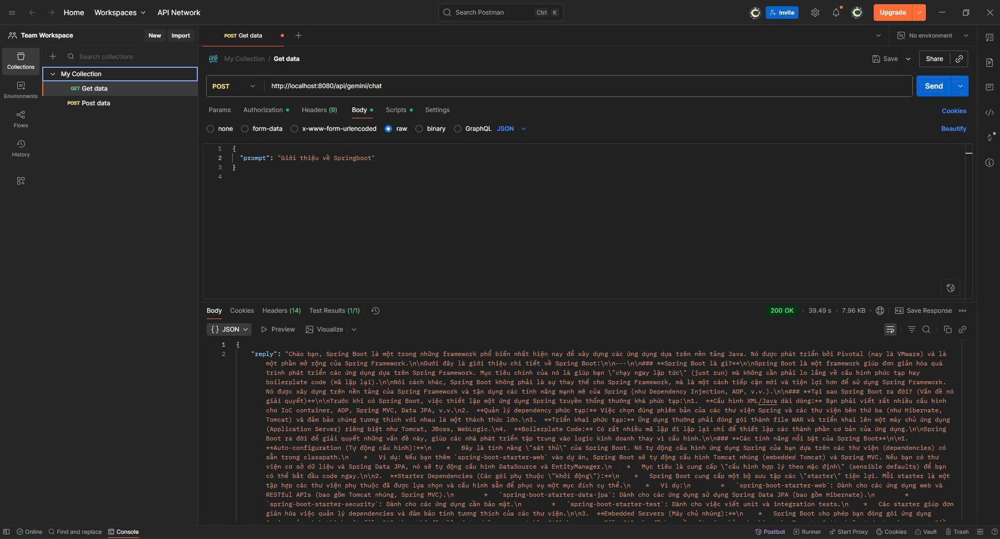 Home Workspaces API Network Search Postman Ctrl K Invite Upgrade
Team Workspace New Import POST Get data No environment
Collections
Environments
Flows
History
Search collections
My Collection
GET Get data
POST Post data
HTTP My Collection / Get data Save Share
POST http://localhost:8080/api/gemini/chat Send
Params Authorization Headers (9) Body Scripts Settings Cookies
none form-data x-www-form-urlencoded raw binary GraphQL JSON Beautify
1 {
2 "prompt": "Giới thiệu về Springboot"
3 }
4
Body Cookies Headers (14) Test Results (1/1) 200 OK • 39.49 s • 7.96 KB e.g. Save Response
{} JSON Preview Visualize
1 {
2 "reply": "Chào bạn, Spring Boot là một trong những framework phổ biến nhất hiện nay để xây dựng các ứng dụng dựa trên nền tảng Java. Nó được phát triển bởi Pivotal (nay là VMware) và là
một phần mở rộng của Spring Framework.\n\nDưới đây là giới thiệu chi tiết về Spring Boot:\n\n---\n\n### **Spring Boot là gì?**\n\nSpring Boot là một framework giúp đơn giản hóa quá
trình phát triển các ứng dụng dựa trên Spring Framework. Mục tiêu chính của nó là giúp bạn \"chạy ngay lập tức\" (just run) mà không cần phải lo lắng về cấu hình phức tạp hay
boilerplate code (mã lặp lại).\n\nNói cách khác, Spring Boot không phải là sự thay thế cho Spring Framework, mà là một cách tiếp cận mới và tiện lợi hơn để sử dụng Spring Framework.
Nó được xây dựng trên nền tảng của Spring Framework và tận dụng các tính năng mạnh mẽ của Spring (như Dependency Injection, AOP, v.v.).\n\n### **Tại sao Spring Boot ra đời? (Vấn đề nó
giải quyết)**\n\nTrước khi có Spring Boot, việc thiết lập một ứng dụng Spring truyền thống thường khá phức tạp:\n1.  **Cấu hình XML/Java dài dòng:** Bạn phải viết rất nhiều cấu hình
cho IoC container, AOP, Spring MVC, Data JPA, v.v.\n2.  **Quản lý dependency phức tạp:** Việc chọn đúng phiên bản của các thư viện Spring và các thư viện bên thứ ba (như Hibernate,
Tomcat) và đảm bảo chúng tương thích với nhau là một thách thức lớn.\n3.  **Triển khai phức tạp:** Ứng dụng thường phải đóng gói thành file WAR và triển khai lên một máy chủ ứng dụng
(Application Server) riêng biệt như Tomcat, JBoss, WebLogic.\n4.  **Boilerplate Code:** Có rất nhiều mã lặp đi lặp lại chỉ để thiết lập các thành phần cơ bản của ứng dụng.\n\nSpring
Boot ra đời để giải quyết những vấn đề này, giúp các nhà phát triển tập trung vào logic kinh doanh thay vì cấu hình.\n\n### **Các tính năng nổi bật của Spring Boot**\n\n1.
**Auto-configuration (Tự động cấu hình):**\n    *   Đây là tính năng \"sát thủ\" của Spring Boot. Nó tự động cấu hình ứng dụng Spring của bạn dựa trên các thư viện (dependencies) có
sẵn trong classpath.\n    *   Ví dụ: Nếu bạn thêm `spring-boot-starter-web` vào dự án, Spring Boot sẽ tự động cấu hình Tomcat nhúng (embedded Tomcat) và Spring MVC. Nếu bạn có thư
viện cơ sở dữ liệu và Spring Data JPA, nó sẽ tự động cấu hình DataSource và EntityManager.\n    *   Mục tiêu là cung cấp \"cấu hình hợp lý theo mặc định\" (sensible defaults) để bạn
có thể bắt đầu code ngay.\n\n2.  **Starter Dependencies (Các gói phụ thuộc \"khởi động\"):**\n    *   Spring Boot cung cấp một bộ sưu tập các \"starter\" tiện lợi. Mỗi starter là một
tập hợp các thư viện phụ thuộc đã được lựa chọn và cấu hình sẵn để phục vụ một mục đích cụ thể.\n    *   Ví dụ:\n        *   `spring-boot-starter-web`: Dành cho các ứng dụng web và
RESTful APIs (bao gồm Tomcat nhúng, Spring MVC).\n        *   `spring-boot-starter-data-jpa`: Dành cho các ứng dụng sử dụng Spring Data JPA (bao gồm Hibernate).\n        *
`spring-boot-starter-security`: Dành cho các ứng dụng cần bảo mật.\n        *   `spring-boot-starter-test`: Dành cho việc viết unit và integration tests.\n    *   Các starter giúp đơn
giản hóa việc quản lý dependencies và đảm bảo tính tương thích của các thư viện.\n\n3.  **Embedded Servers (Máy chủ nhúng):**\n    *   Spring Boot cho phép bạn đóng gói ứng dụng
Online Find and replace Console Postbot Runner Start Proxy Cookies Vault Trash